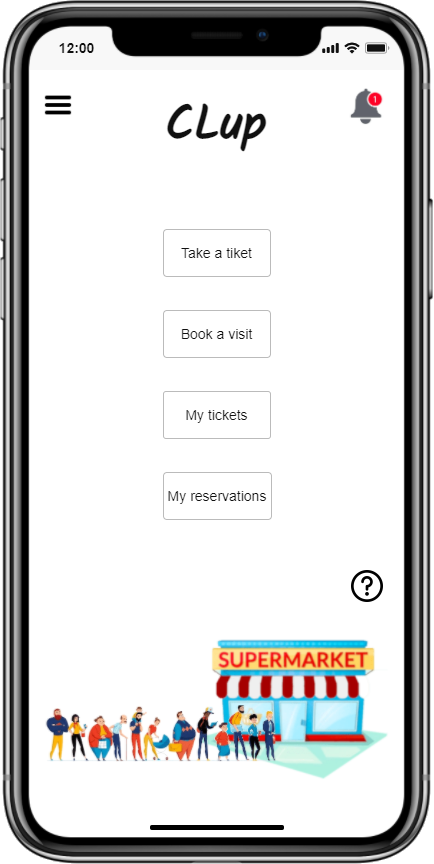 12:00
1
CLup
Take a tiket
Book a visit
My tickets
My reservations
?
SUPERMARKET